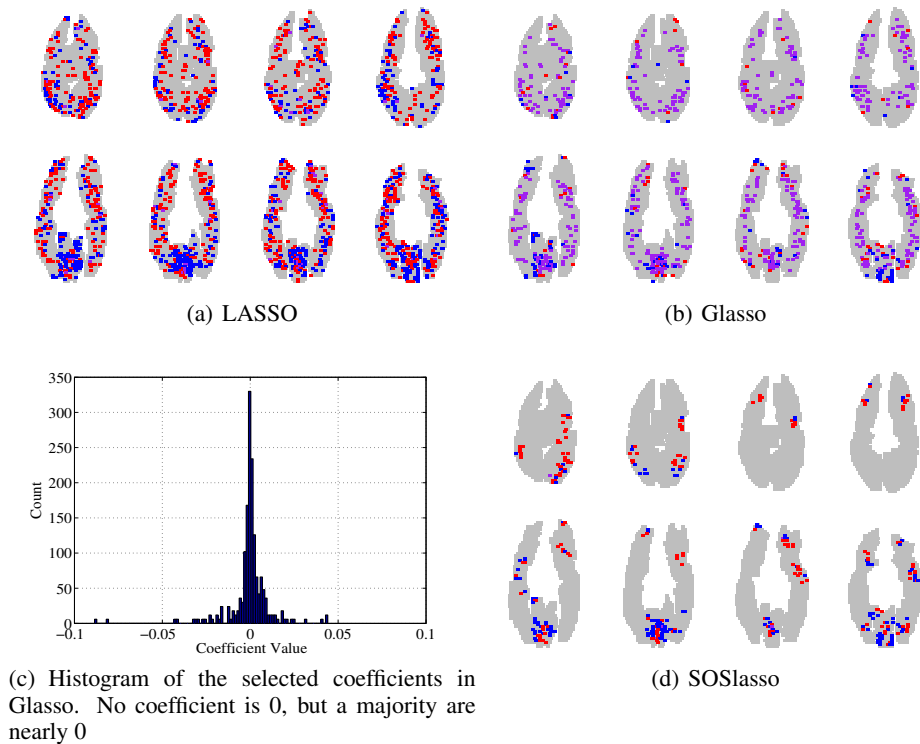 (a) LASSO
(b) Glasso
350
300
250
200
150
100
50
0
Count
−0.1
−0.05
0
0.05
0.1
Coefficient Value
(c) Histogram of the selected coefficients in
Glasso. No coefficient is 0, but a majority are
nearly 0
(d) SOSlasso